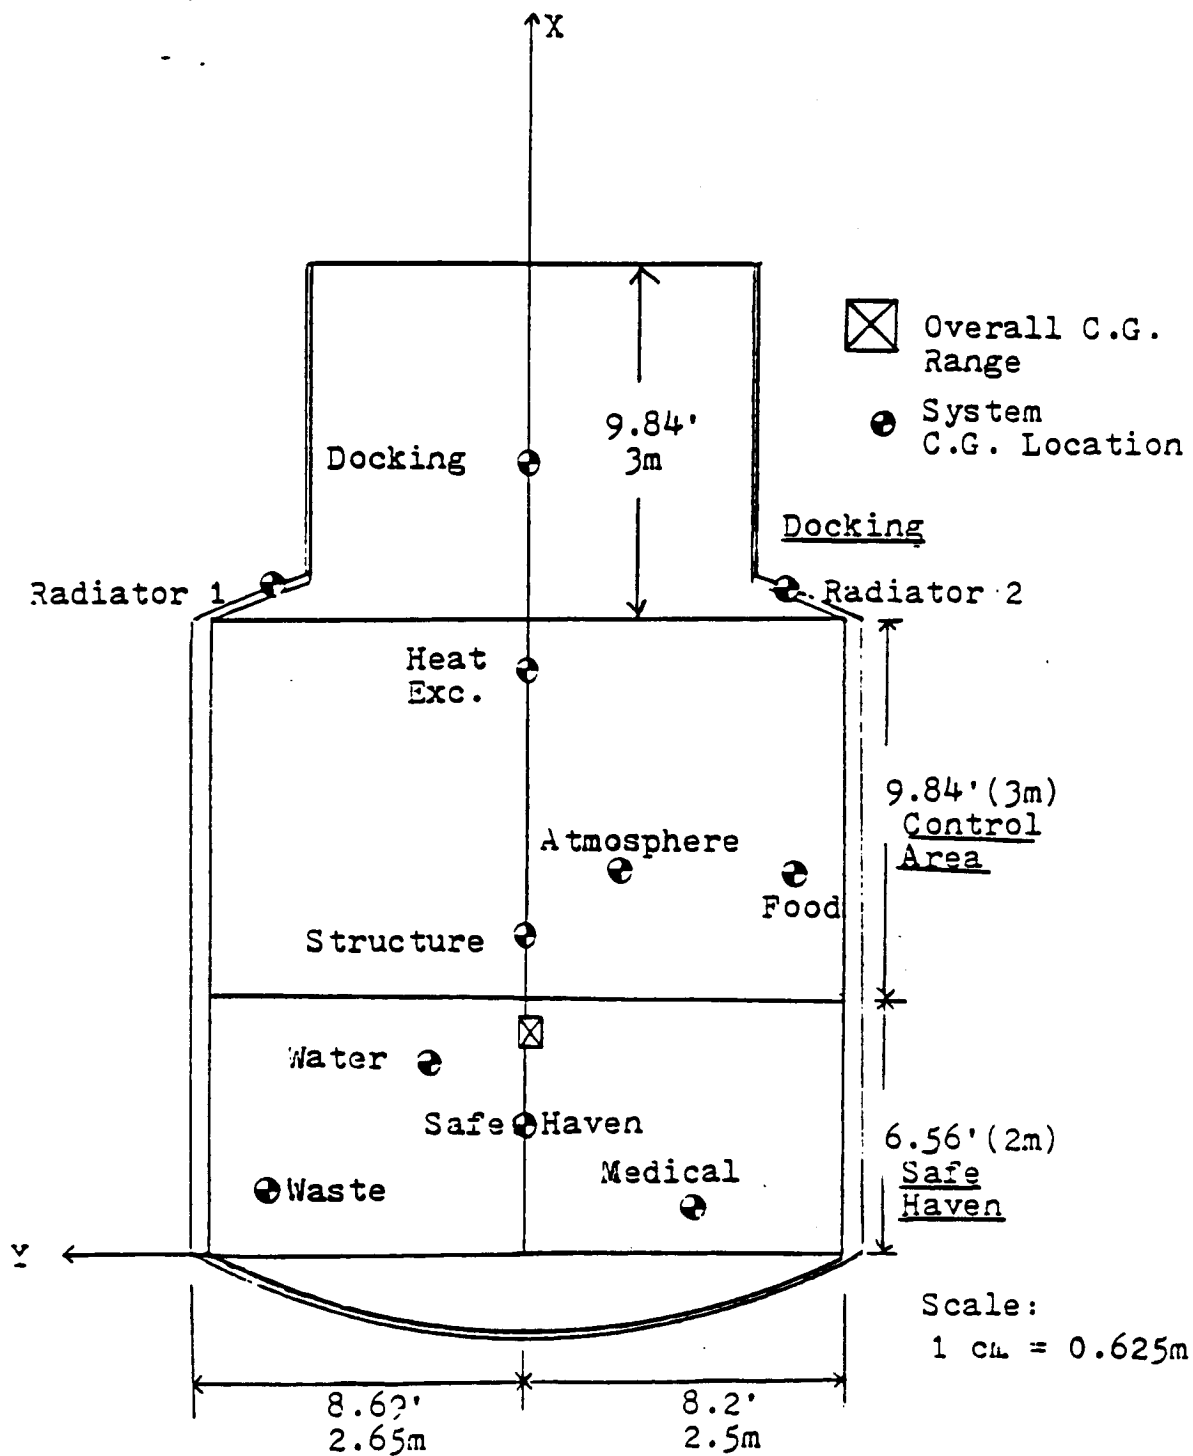 X
Overall C.G.
Range
System
C.G. Location
9.84'
3m
Docking
Docking
Radiator 1
Radiator 2
Heat
Exc.
9.84'(3m)
Control
Area
Atmosphere
Food
Structure
Water
Safe Haven
6.56'(2m)
Safe
Haven
Medical
Waste
Y
Scale:
1 cm = 0.625m
8.2'
2.65m
2.5m